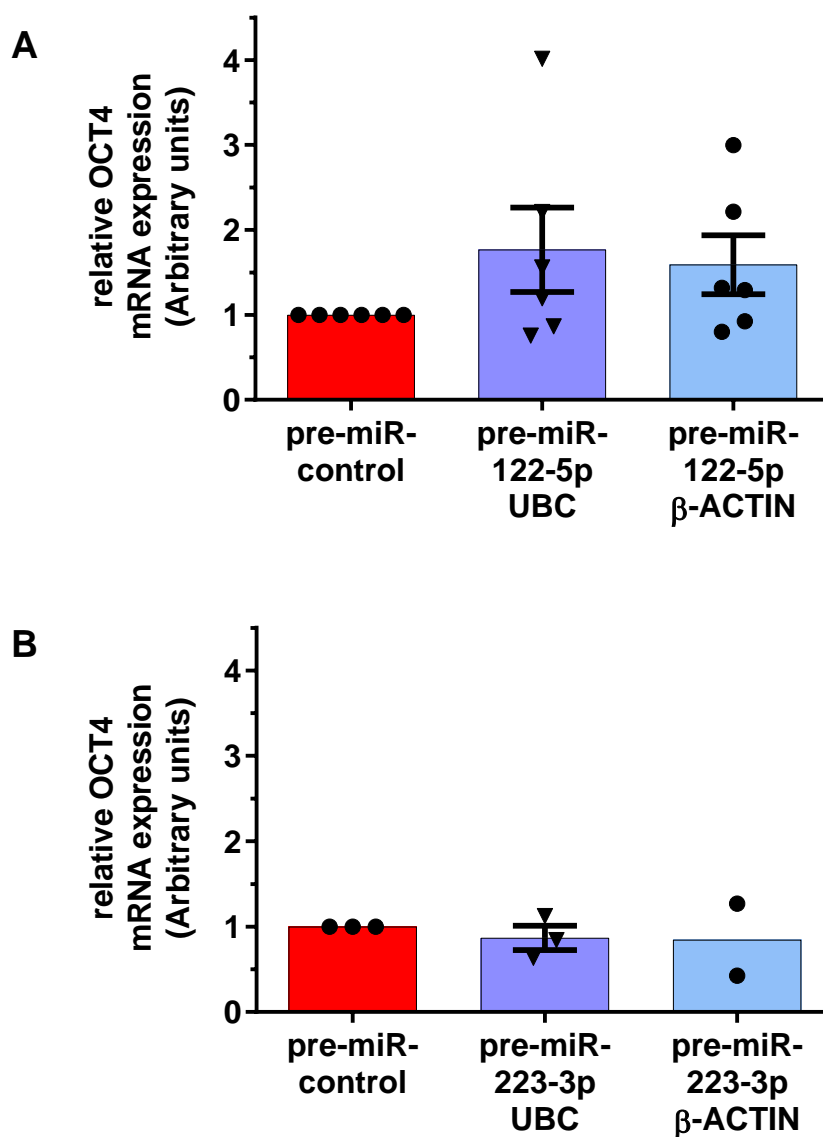 A
relative OCT4
mRNA expression
(Arbitrary units)
4
3
2
1
0
pre-miR-
control
pre-miR-
122-5p
UBC
pre-miR-
122-5p
β-ACTIN
B
relative OCT4
mRNA expression
(Arbitrary units)
4
3
2
1
0
pre-miR-
control
pre-miR-
223-3p
UBC
pre-miR-
223-3p
β-ACTIN